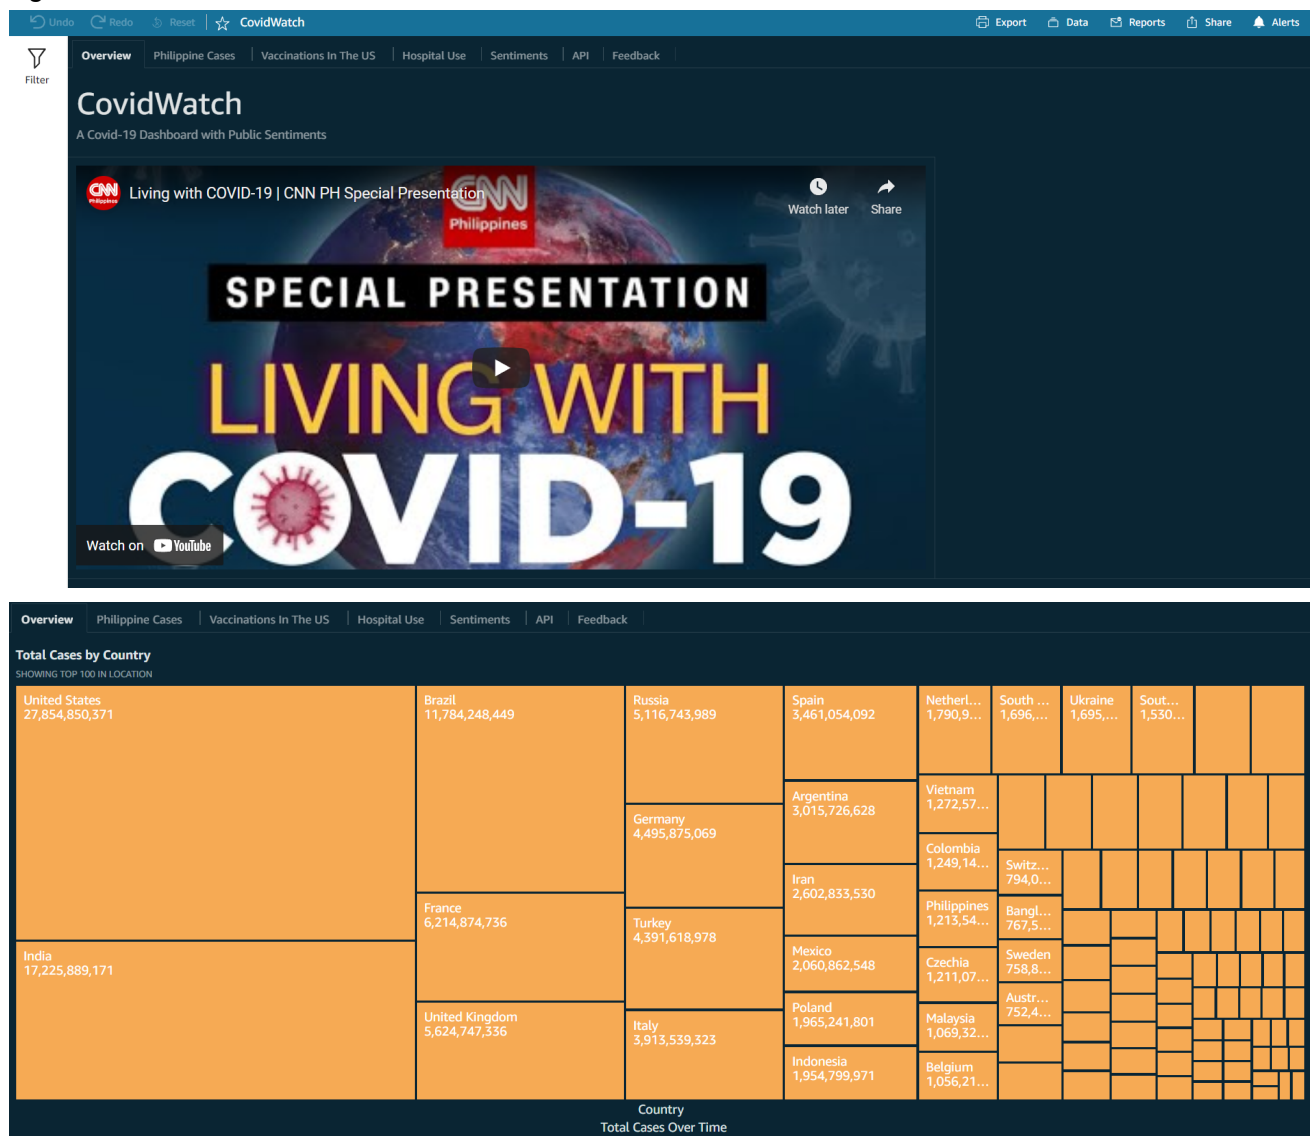 Undo Redo Reset CovidWatch Export Data Reports Share Alerts
Filter
Overview Philippine Cases Vaccinations In The US Hospital Use Sentiments API Feedback
CovidWatch
A Covid-19 Dashboard with Public Sentiments
CNN Philippines
Living with COVID-19 | CNN PH Special Presentation
Watch later Share
CNN
Philippines
SPECIAL PRESENTATION
LIVING WITH
COVID-19
Watch on YouTube
Overview Philippine Cases Vaccinations In The US Hospital Use Sentiments API Feedback
Total Cases by Country
SHOWING TOP 100 IN LOCATION
United States
27,854,850,371
India
17,225,889,171
Brazil
11,784,248,449
France
6,214,874,736
United Kingdom
5,624,747,336
Russia
5,116,743,989
Germany
4,495,875,069
Turkey
4,391,618,978
Italy
3,913,539,323
Spain
3,461,054,092
Argentina
3,015,726,628
Iran
2,602,833,530
Mexico
2,060,862,548
Poland
1,965,241,801
Indonesia
1,954,799,971
Netherl...
1,790,9...
South ...
1,696,...
Ukraine
1,695,...
Sout...
1,530...
Vietnam
1,272,57...
Colombia
1,249,14...
Philippines
1,213,54...
Czechia
1,211,07...
Malaysia
1,069,32...
Belgium
1,056,21...
Switz...
794,0...
Bangl...
767,5...
Sweden
758,8...
Austr...
752,4...
Country
Total Cases Over Time